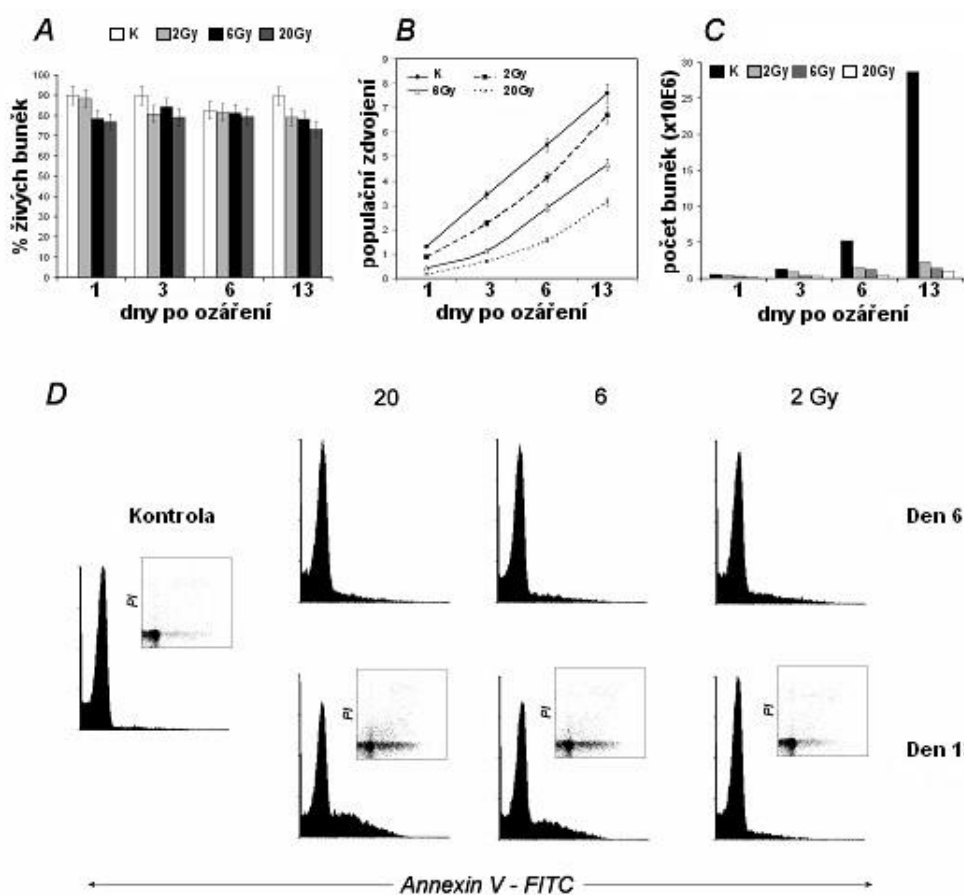 A
K 2Gy 6Gy 20Gy
% živých buněk
100
90
80
70
60
50
40
30
20
10
0
1 3 6 13
dny po ozáření
B
K 2Gy
6Gy 20Gy
populační zdvojení
9
8
7
6
5
4
3
2
1
0
1 3 6 13
dny po ozáření
C
K 2Gy 6Gy 20Gy
počet buněk (x10E6)
30
25
20
15
10
5
0
1 3 6 13
dny po ozáření
D
20 6 2 Gy
Kontrola
PI
Den 6
PI
PI
PI
Den 1
Annexin V - FITC